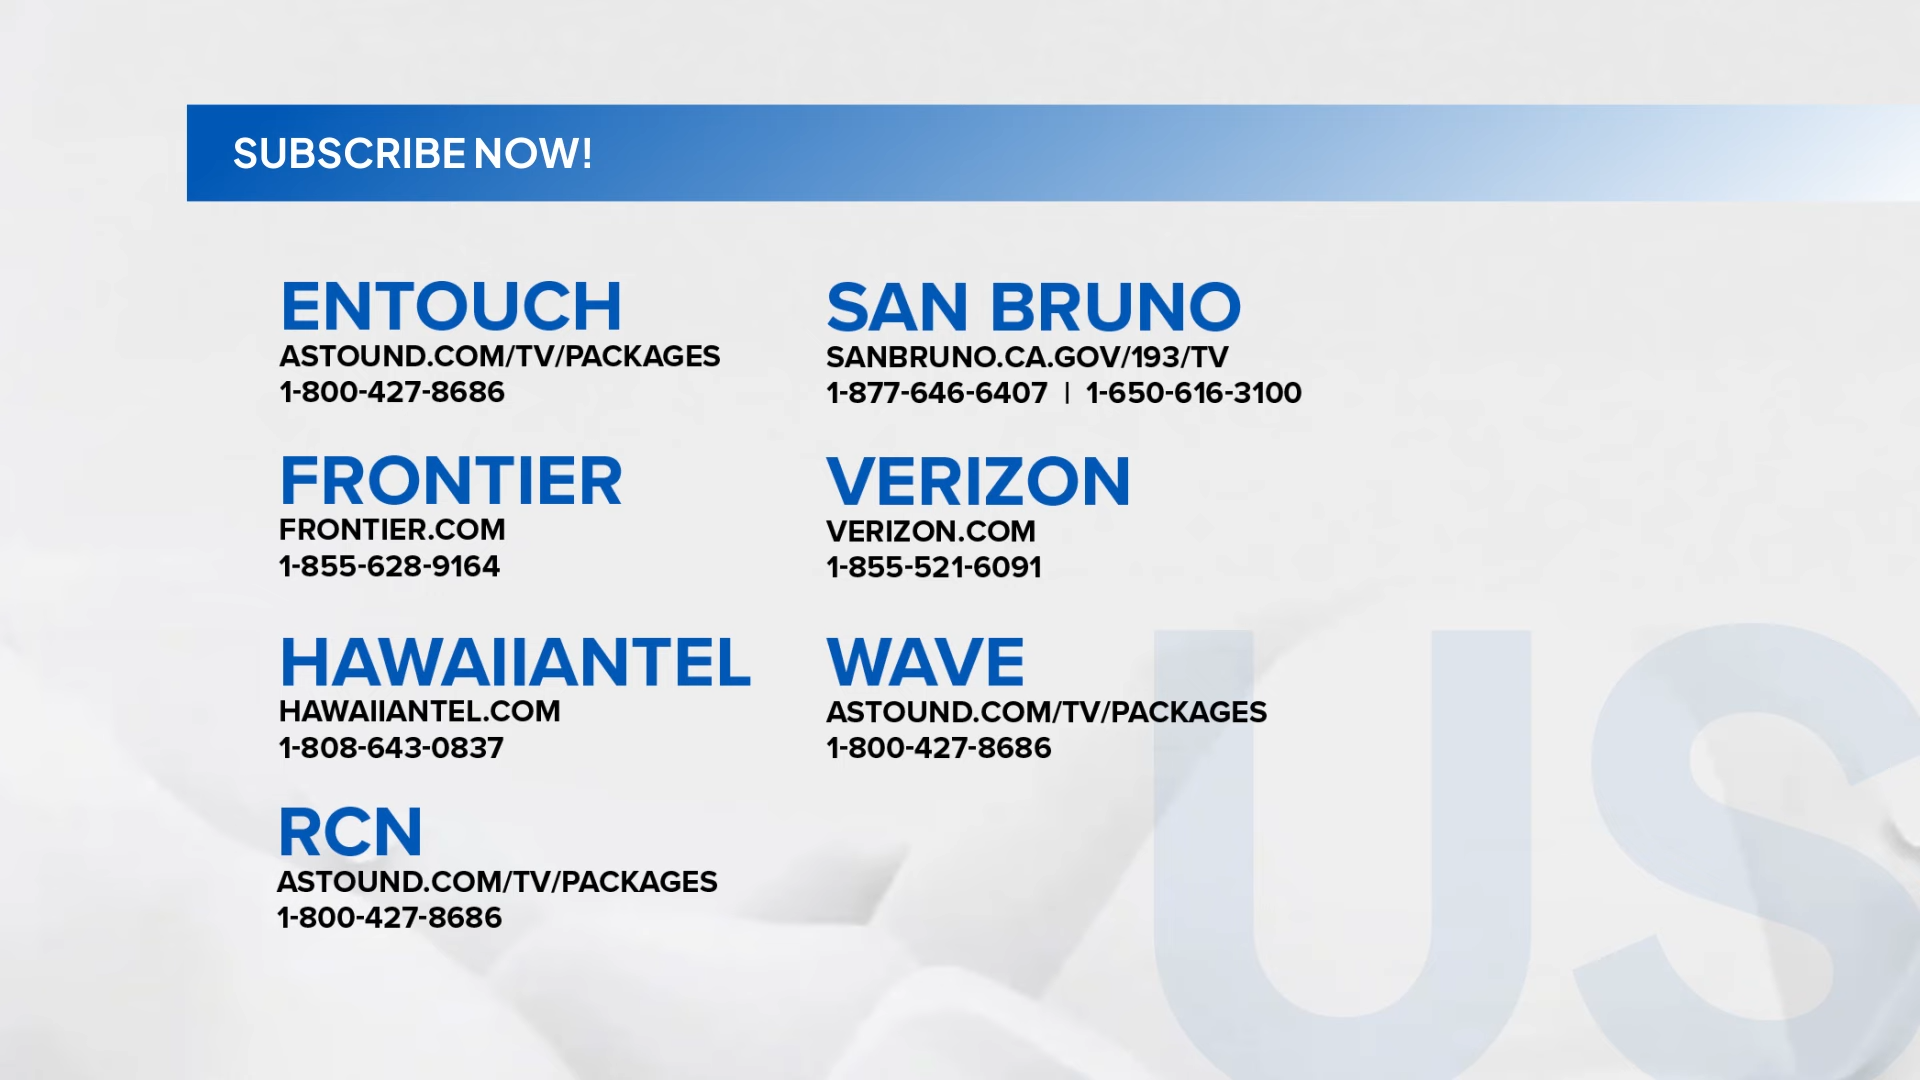 SUBSCRIBE NOW!
ENTOUCH
ASTOUND.COM/TV/PACKAGES
1-800-427-8686
FRONTIER
FRONTIER.COM
1-855-628-9164
HAWAIIANTEL
HAWAIIANTEL.COM
1-808-643-0837
RCN
ASTOUND.COM/TV/PACKAGES
1-800-427-8686
SAN BRUNO
SANBRUNO.CA.GOV/193/TV
1-877-646-6407 | 1-650-616-3100
VERIZON
VERIZON.COM
1-855-521-6091
WAVE
ASTOUND.COM/TV/PACKAGES
1-800-427-8686
US